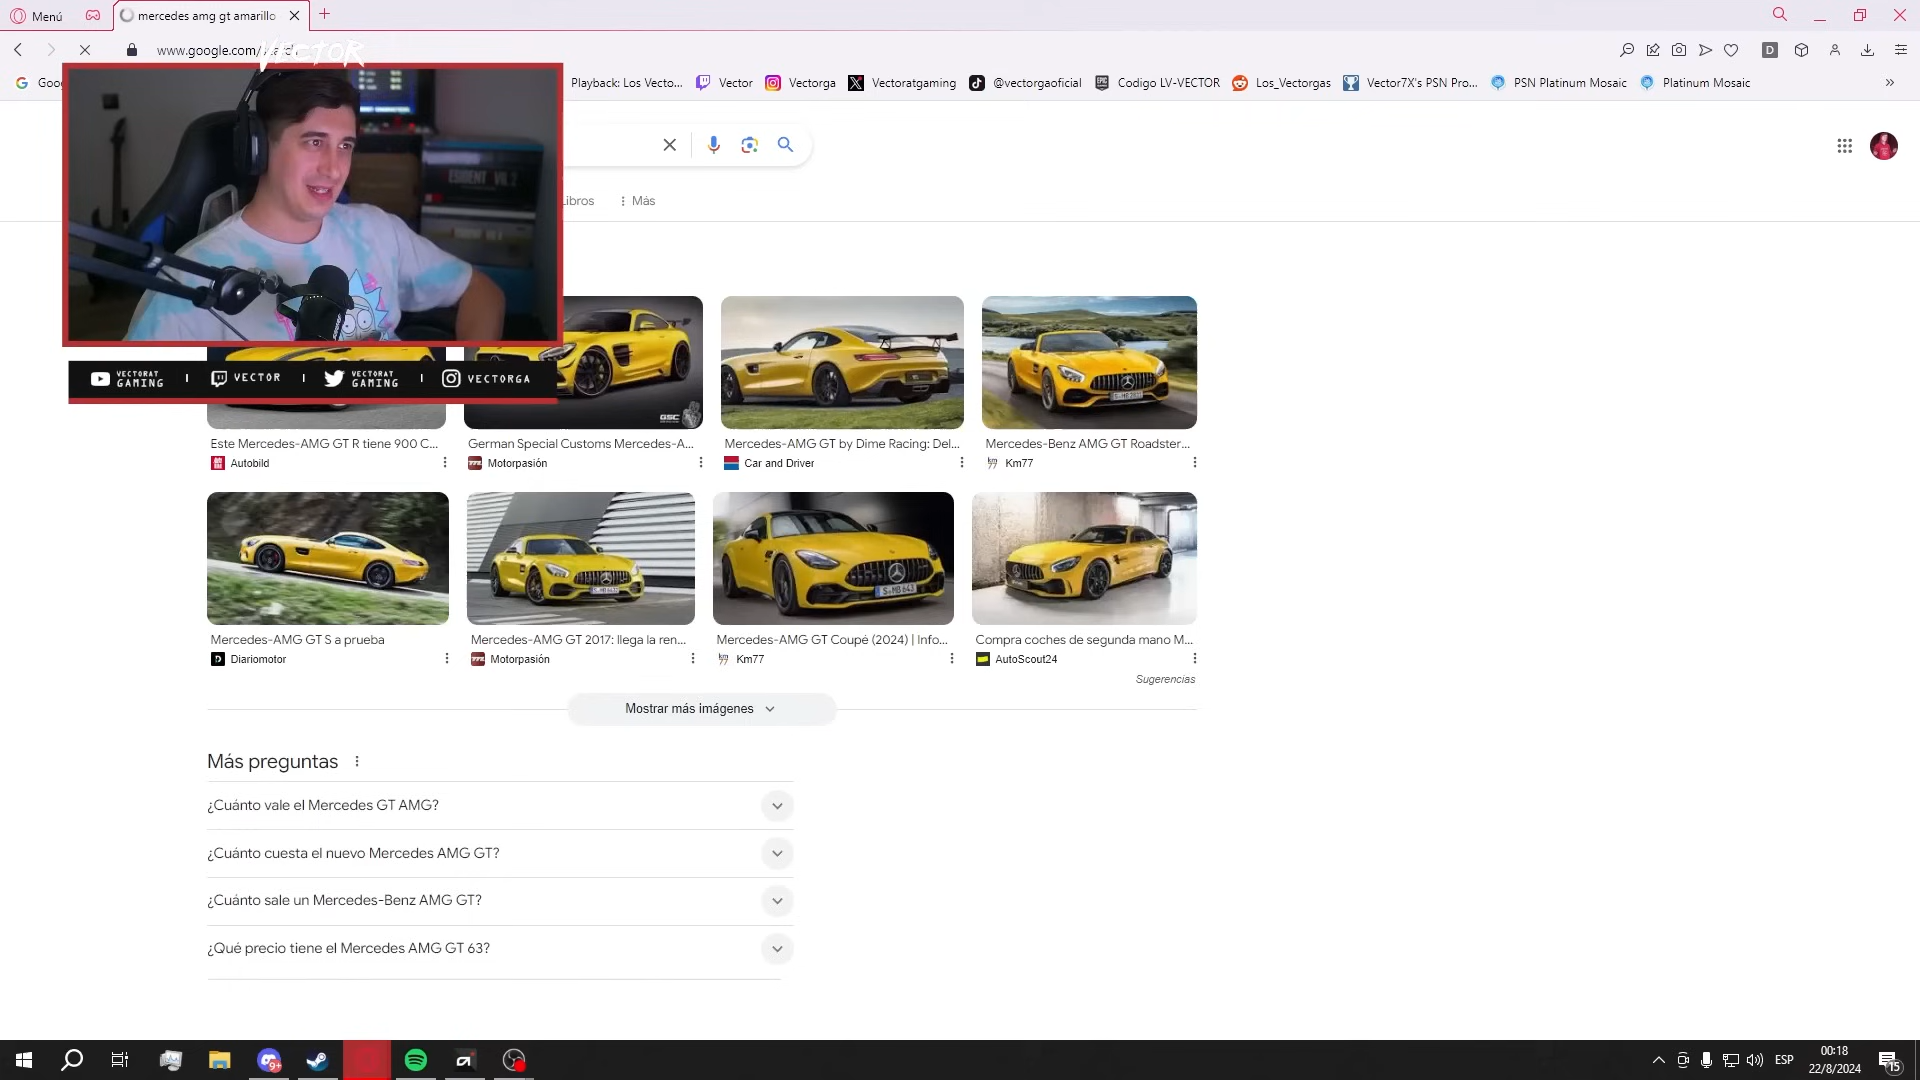 Menú
mercedes amg gt amarillo
www.google.com/search
VECTOR
Playback: Los Vecto...
Vector
Vectorga
Vectoratgaming
@vectorgaoficial
Codigo LV-VECTOR
Los_Vectorgas
Vector7X's PSN Pro...
PSN Platinum Mosaic
Platinum Mosaic
»
D
Libros
Más
VECTORAT GAMING
VECTOR
VECTORAT GAMING
VECTORGA
GSC
Este Mercedes-AMG GT R tiene 900 C...
Autobild
German Special Customs Mercedes-A...
Motorpasión
Mercedes-AMG GT by Dime Racing: Del...
Car and Driver
Mercedes-Benz AMG GT Roadster...
Km77
Mercedes-AMG GT S a prueba
Diariomotor
Mercedes-AMG GT 2017: llega la ren...
Motorpasión
Mercedes-AMG GT Coupé (2024) | Info...
Km77
Compra coches de segunda mano M...
AutoScout24
Sugerencias
Mostrar más imágenes
Más preguntas
¿Cuánto vale el Mercedes GT AMG?
¿Cuánto cuesta el nuevo Mercedes AMG GT?
¿Cuánto sale un Mercedes-Benz AMG GT?
¿Qué precio tiene el Mercedes AMG GT 63?
9+
ESP
00:18
22/8/2024
15